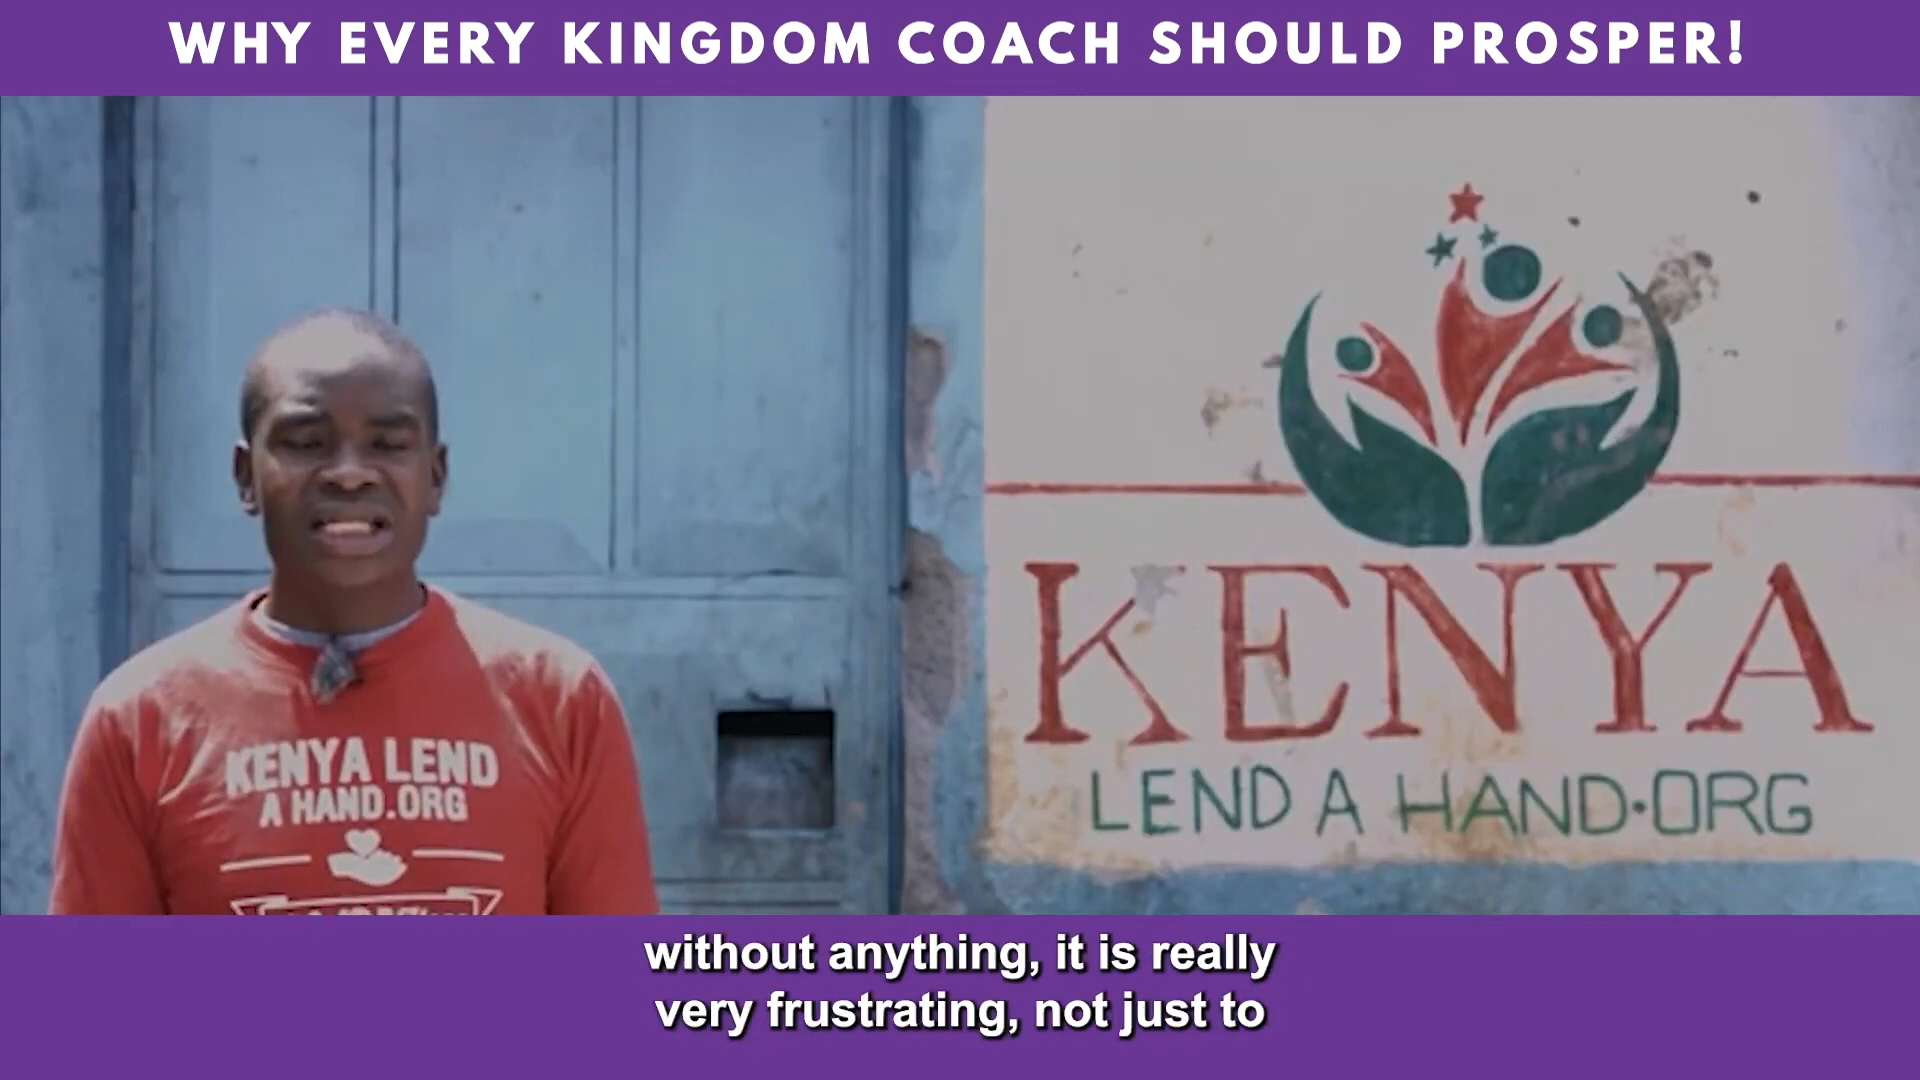 WHY EVERY KINGDOM COACH SHOULD PROSPER!
KENYA
LEND A HAND.ORG
KENYA LEND
A HAND.ORG
without anything, it is really
very frustrating, not just to